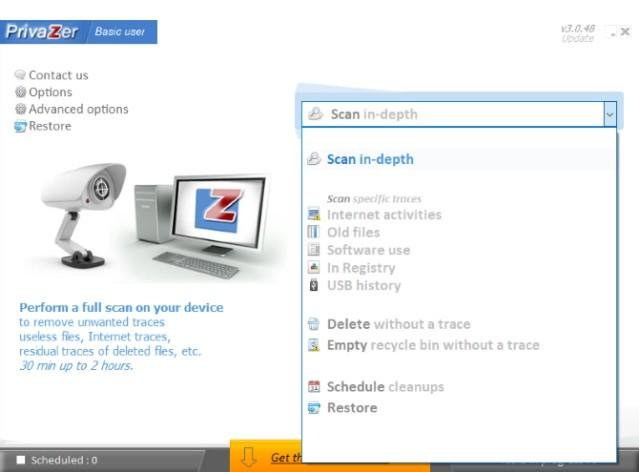 PrivaZer Basic user
v3.0.48
Update
Contact us
Options
Advanced options
Restore
Scan in-depth
Scan in-depth
Scan specific traces
Internet activities
Old files
Software use
In Registry
USB history
Delete without a trace
Empty recycle bin without a trace
Schedule cleanups
Restore
Z
Perform a full scan on your device
to remove unwanted traces
useless files, Internet traces,
residual traces of deleted files, etc.
30 min up to 2 hours.
Scheduled : 0
Get th